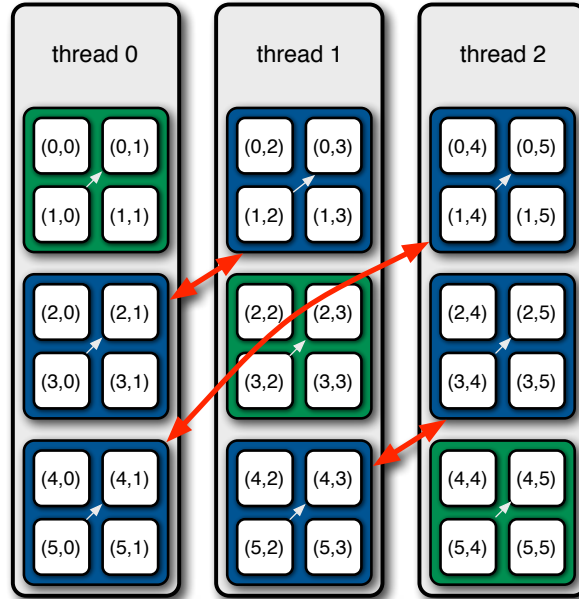 thread 0 thread 1 thread 2
(0,0) (0,1) (0,2) (0,3) (0,4) (0,5)
(1,0) (1,1) (1,2) (1,3) (1,4) (1,5)
(2,0) (2,1) (2,2) (2,3) (2,4) (2,5)
(3,0) (3,1) (3,2) (3,3) (3,4) (3,5)
(4,0) (4,1) (4,2) (4,3) (4,4) (4,5)
(5,0) (5,1) (5,2) (5,3) (5,4) (5,5)